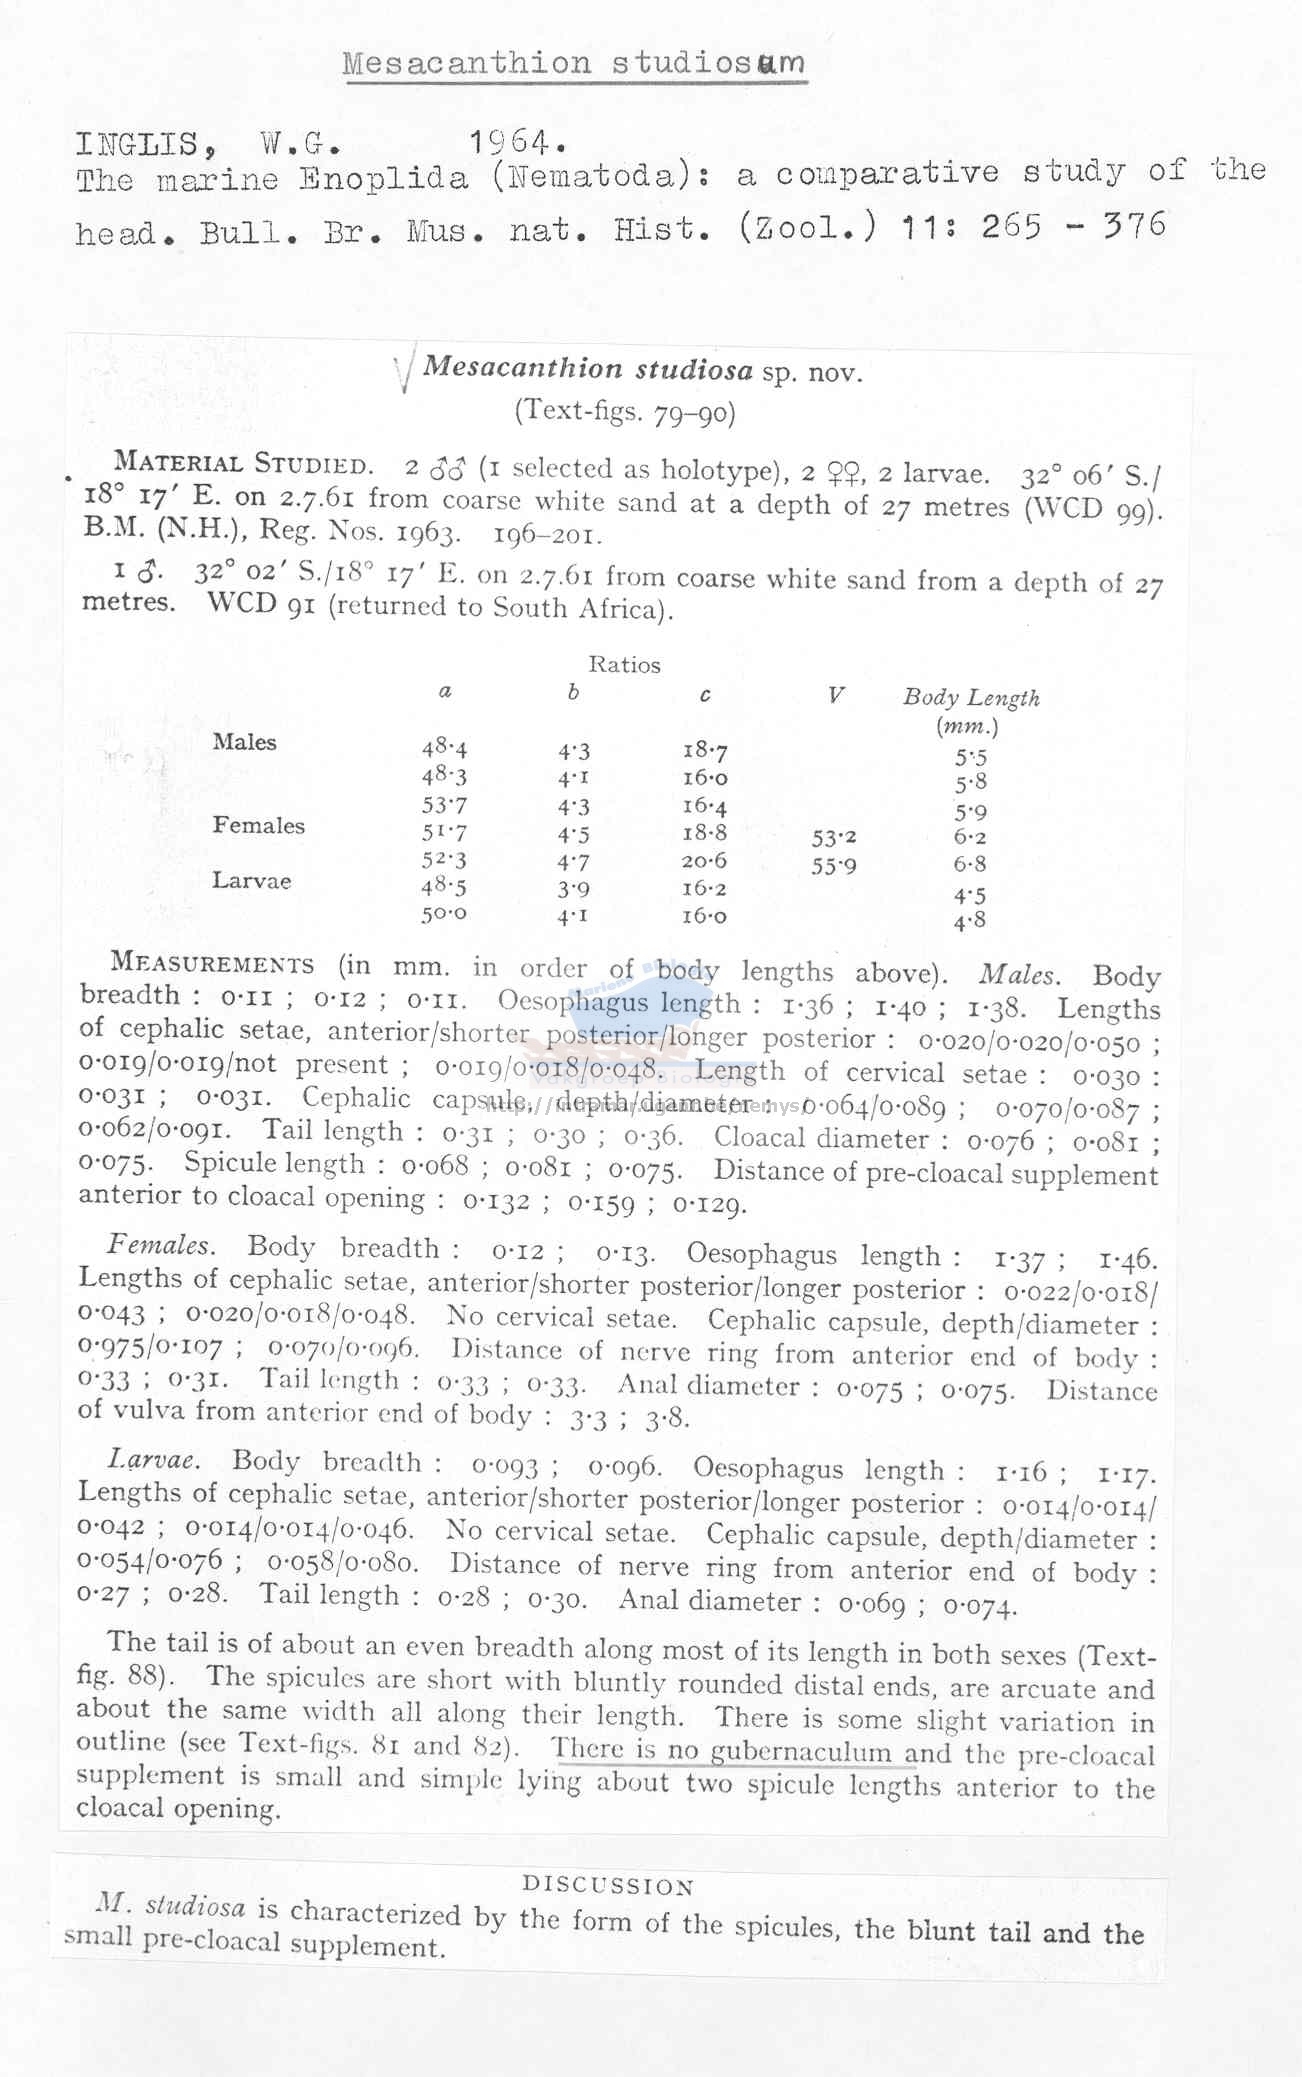 Mesacanthion studiosum
INGLIS, W.G. 1964.
The marine Enoplida (Nematoda): a comparative study of the
head. Bull. Br. Mus. nat. Hist. (Zool.) 11: 265 - 376
Mesacanthion studiosa sp. nov.
(Text-figs. 79–90)
MATERIAL STUDIED. 2 ♂♂ (1 selected as holotype), 2 ♀♀, 2 larvae. 32° 06′ S./
18° 17′ E. on 2.7.61 from coarse white sand at a depth of 27 metres (WCD 99).
B.M. (N.H.), Reg. Nos. 1963. 196–201.
1 ♂. 32° 02′ S./18° 17′ E. on 2.7.61 from coarse white sand from a depth of 27
metres. WCD 91 (returned to South Africa).
Ratios
a b c V Body Length
(mm.)
Males 48·4 4·3 18·7 5·5
48·3 4·1 16·0 5·8
53·7 4·3 16·4 5·9
Females 51·7 4·5 18·8 53·2 6·2
52·3 4·7 20·6 55·9 6·8
Larvae 48·5 3·9 16·2 4·5
50·0 4·1 16·0 4·8
MEASUREMENTS (in mm. in order of body lengths above). Males. Body
breadth : 0·11 ; 0·12 ; 0·11. Oesophagus length : 1·36 ; 1·40 ; 1·38. Lengths
of cephalic setae, anterior/shorter posterior/longer posterior : 0·020/0·020/0·050 ;
0·019/0·019/not present ; 0·019/0·018/0·048. Length of cervical setae : 0·030 :
0·031 ; 0·031. Cephalic capsule, depth/diameter : 0·064/0·089 ; 0·070/0·087 ;
0·062/0·091. Tail length : 0·31 ; 0·30 ; 0·36. Cloacal diameter : 0·076 ; 0·081 ;
0·075. Spicule length : 0·068 ; 0·081 ; 0·075. Distance of pre-cloacal supplement
anterior to cloacal opening : 0·132 ; 0·159 ; 0·129.
Females. Body breadth : 0·12 ; 0·13. Oesophagus length : 1·37 ; 1·46.
Lengths of cephalic setae, anterior/shorter posterior/longer posterior : 0·022/0·018/
0·043 ; 0·020/0·018/0·048. No cervical setae. Cephalic capsule, depth/diameter :
0·975/0·107 ; 0·070/0·096. Distance of nerve ring from anterior end of body :
0·33 ; 0·31. Tail length : 0·33 ; 0·33. Anal diameter : 0·075 ; 0·075. Distance
of vulva from anterior end of body : 3·3 ; 3·8.
Larvae. Body breadth : 0·093 ; 0·096. Oesophagus length : 1·16 ; 1·17.
Lengths of cephalic setae, anterior/shorter posterior/longer posterior : 0·014/0·014/
0·042 ; 0·014/0·014/0·046. No cervical setae. Cephalic capsule, depth/diameter :
0·054/0·076 ; 0·058/0·080. Distance of nerve ring from anterior end of body :
0·27 ; 0·28. Tail length : 0·28 ; 0·30. Anal diameter : 0·069 ; 0·074.
The tail is of about an even breadth along most of its length in both sexes (Text-
fig. 88). The spicules are short with bluntly rounded distal ends, are arcuate and
about the same width all along their length. There is some slight variation in
outline (see Text-figs. 81 and 82). There is no gubernaculum and the pre-cloacal
supplement is small and simple lying about two spicule lengths anterior to the
cloacal opening.
DISCUSSION
M. studiosa is characterized by the form of the spicules, the blunt tail and the
small pre-cloacal supplement.